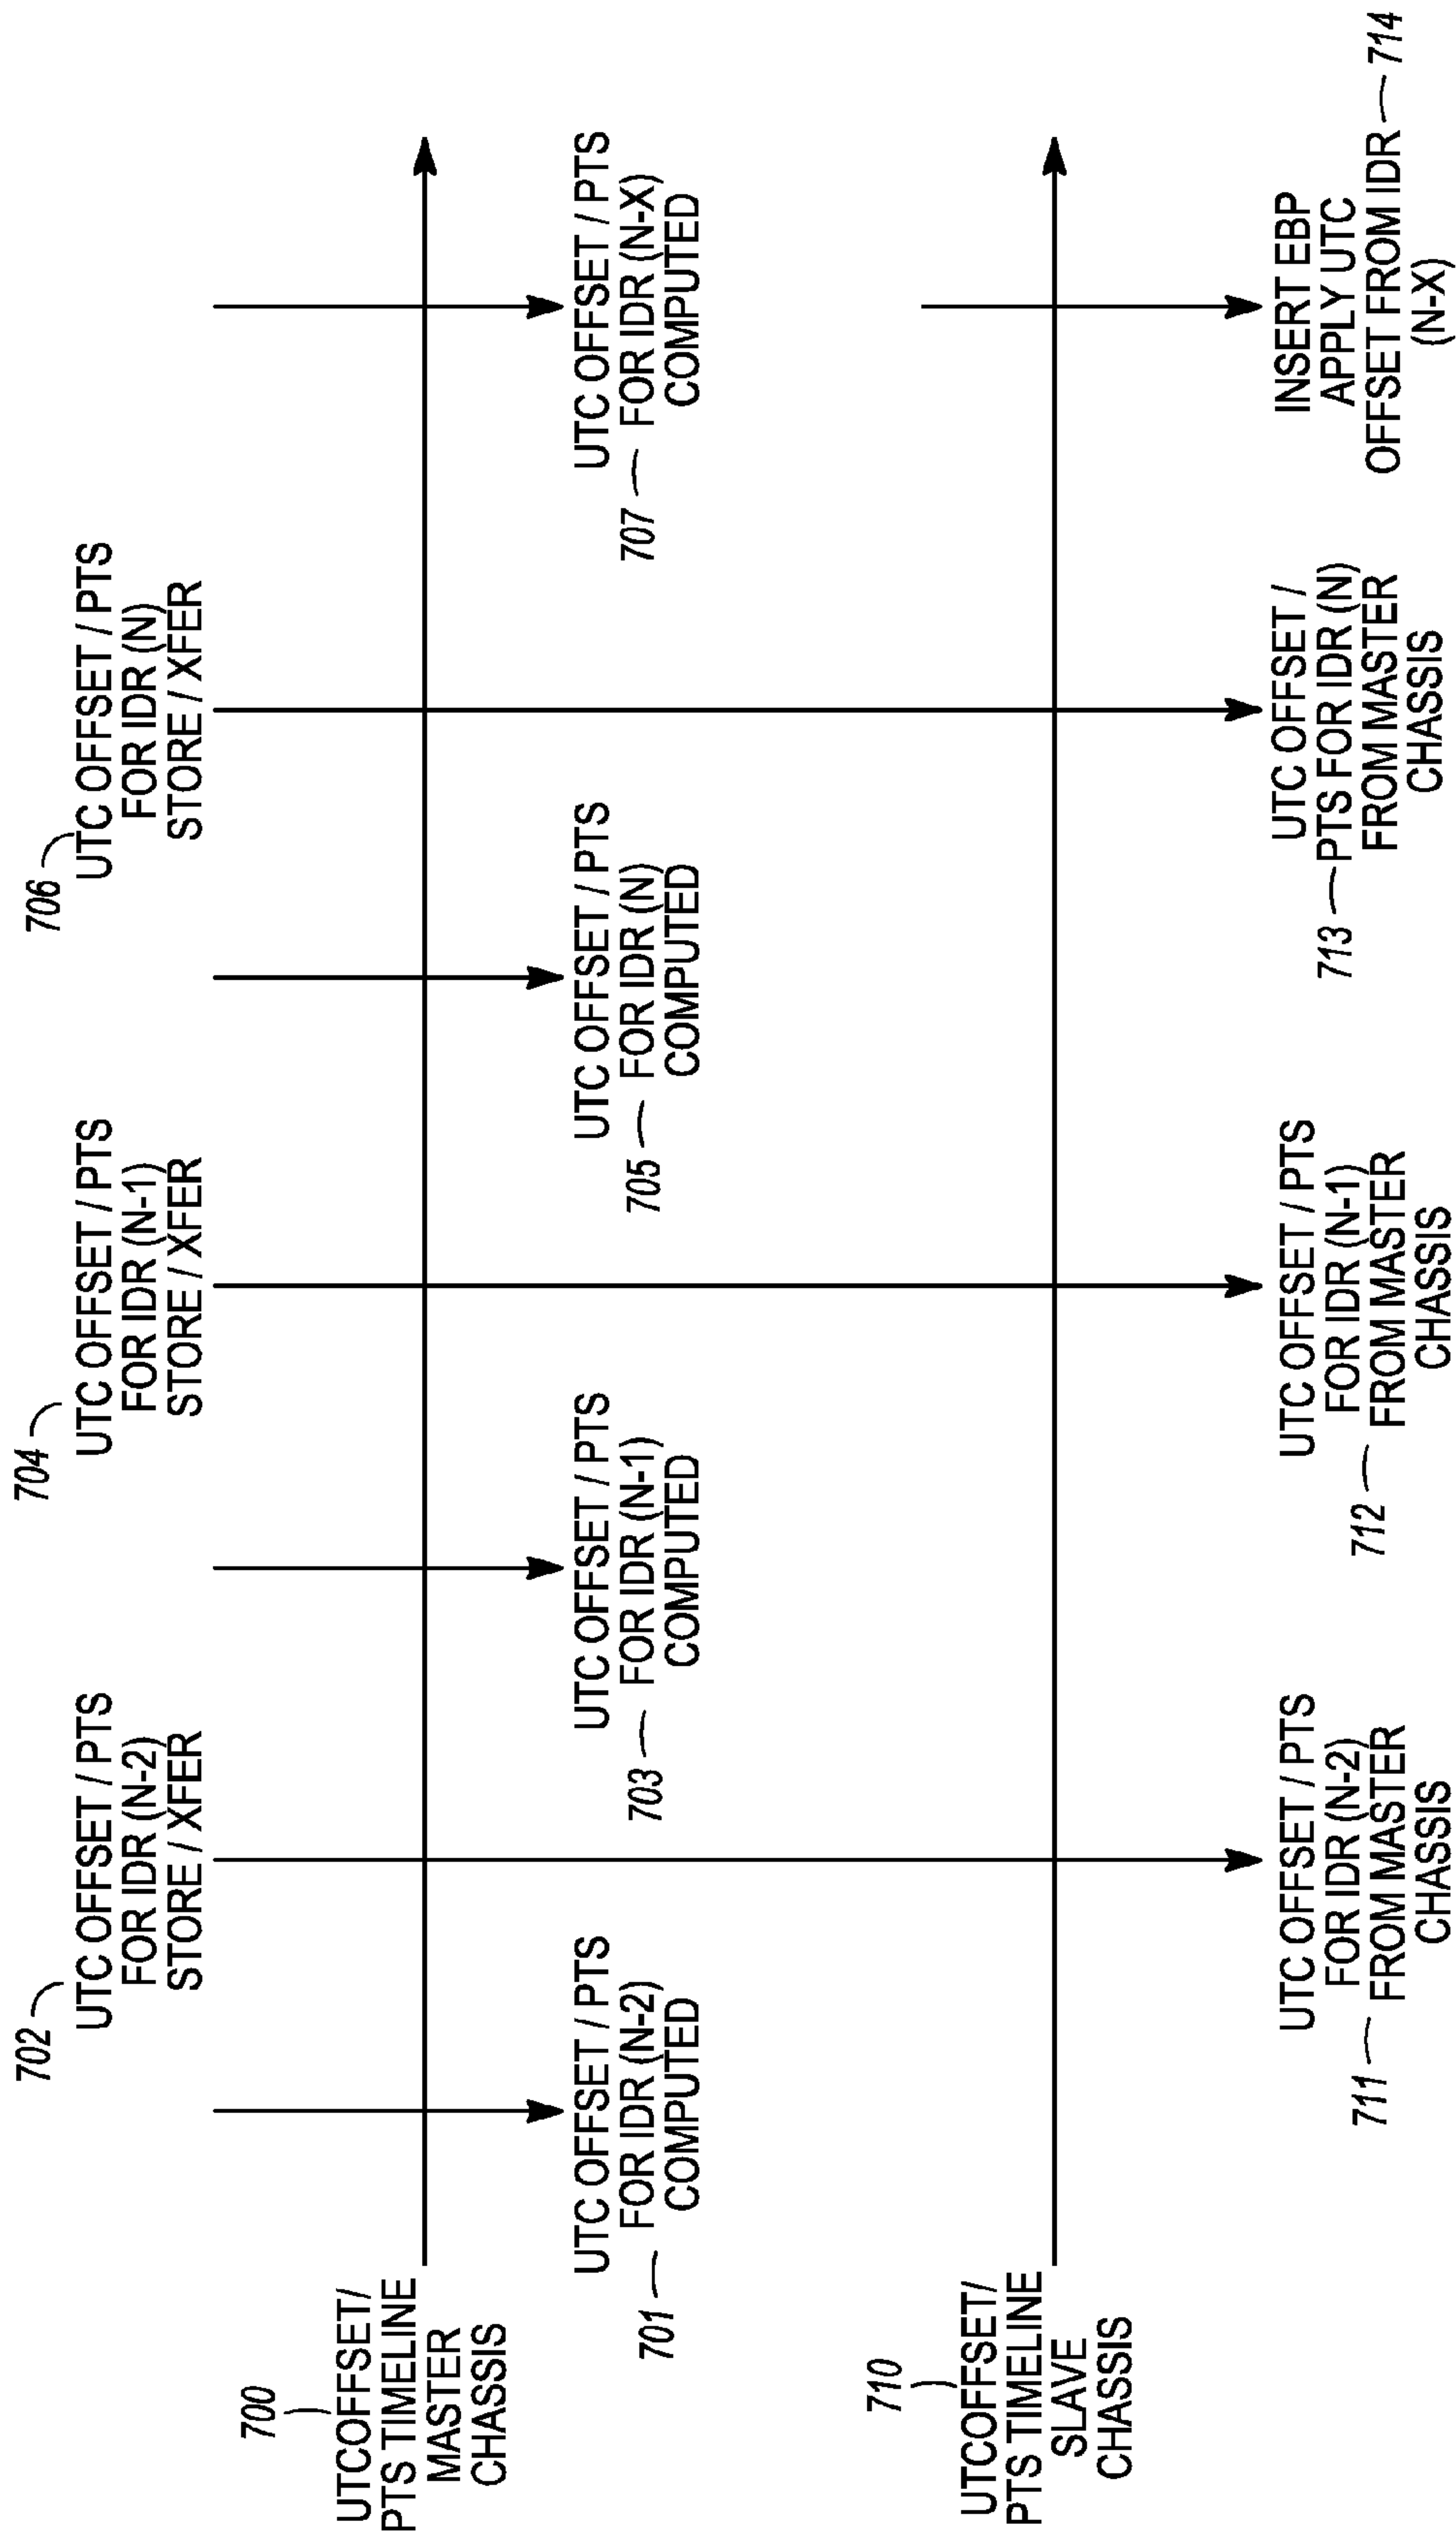 702
UTC OFFSET / PTS
FOR IDR (N-2)
STORE / XFER
704
UTC OFFSET / PTS
FOR IDR (N-1)
STORE / XFER
706
UTC OFFSET / PTS
FOR IDR (N)
STORE / XFER
700
UTCOFFSET/
PTS TIMELINE
MASTER
CHASSIS
UTC OFFSET / PTS
701 FOR IDR (N-2)
COMPUTED
UTC OFFSET / PTS
703 FOR IDR (N-1)
COMPUTED
UTC OFFSET / PTS
705 FOR IDR (N)
COMPUTED
UTC OFFSET / PTS
707 FOR IDR (N-X)
COMPUTED
710
UTCOFFSET/
PTS TIMELINE
SLAVE
CHASSIS
UTC OFFSET / PTS
FOR IDR (N-2)
711 FROM MASTER
CHASSIS
UTC OFFSET / PTS
FOR IDR (N-1)
712 FROM MASTER
CHASSIS
UTC OFFSET /
713 PTS FOR IDR (N)
FROM MASTER
CHASSIS
INSERT EBP
APPLY UTC
OFFSET FROM IDR 714
(N-X)